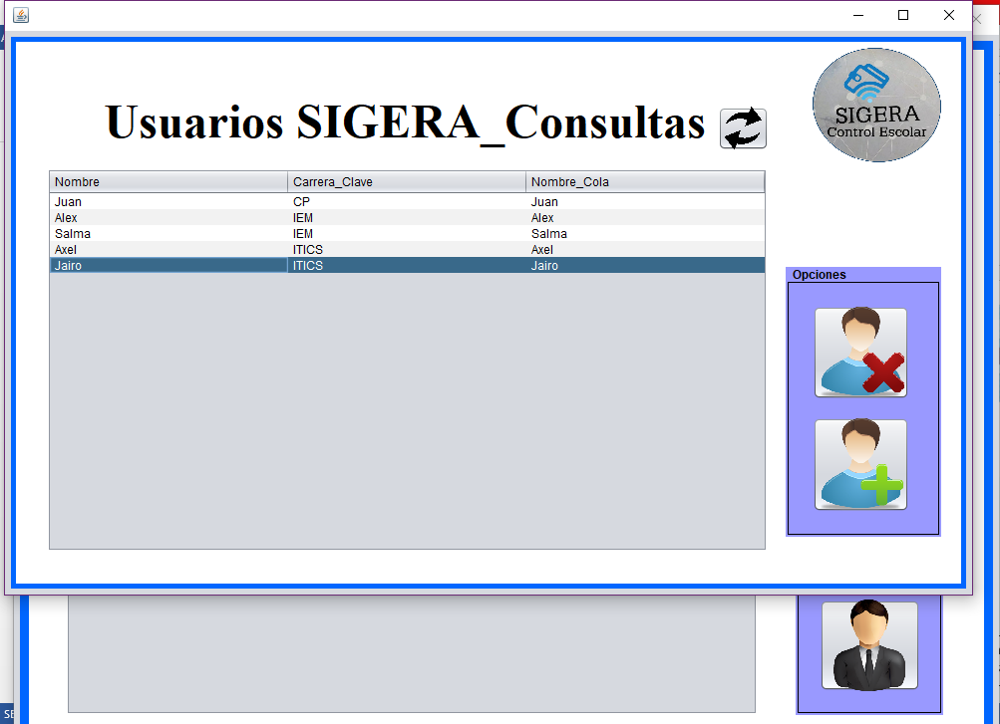 Usuarios SIGERA_Consultas
SIGERA
Control Escolar
Nombre Carrera_Clave Nombre_Cola
Juan CP Juan
Alex IEM Alex
Salma IEM Salma
Axel ITICS Axel
Jairo ITICS Jairo
Opciones